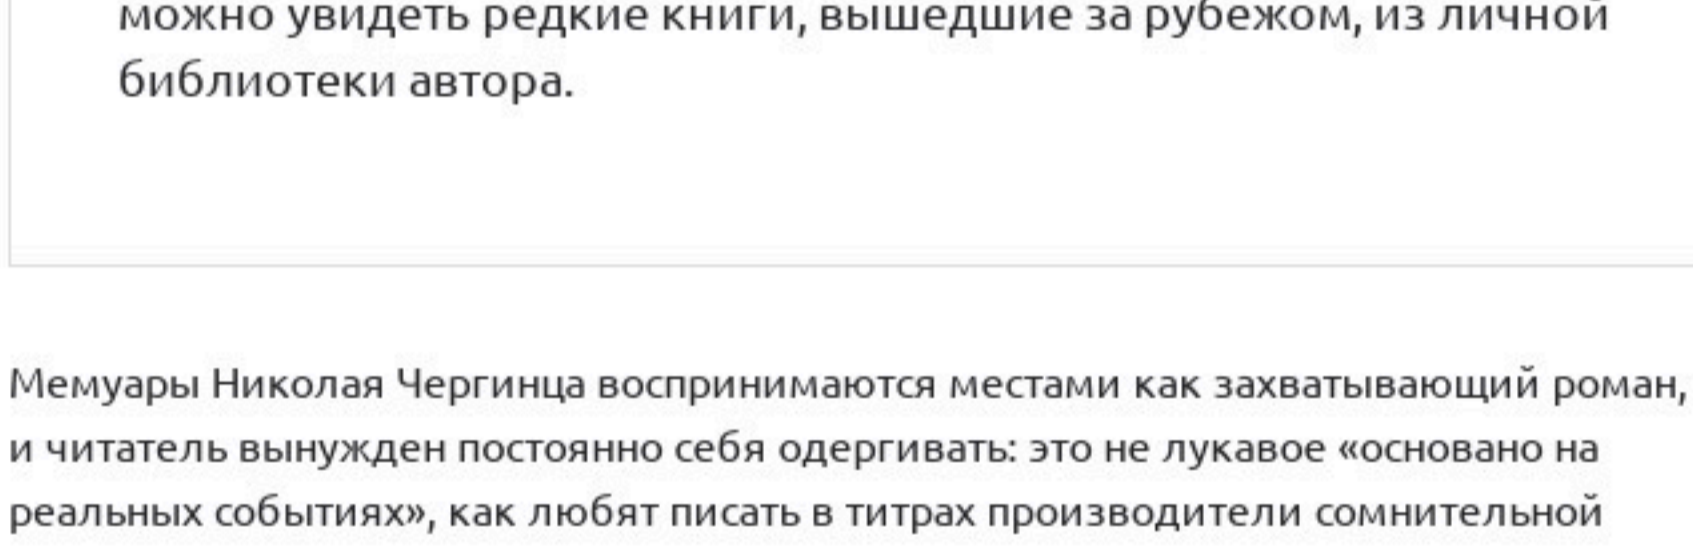 можно увидеть редкие книги, вышедшие за рубежом, из личной
библиотеки автора.
Мемуары Николая Чергинца воспринимаются местами как захватывающий роман,
и читатель вынужден постоянно себя одергивать: это не лукавое «основано на
реальных событиях», как любят писать в титрах производители сомнительной